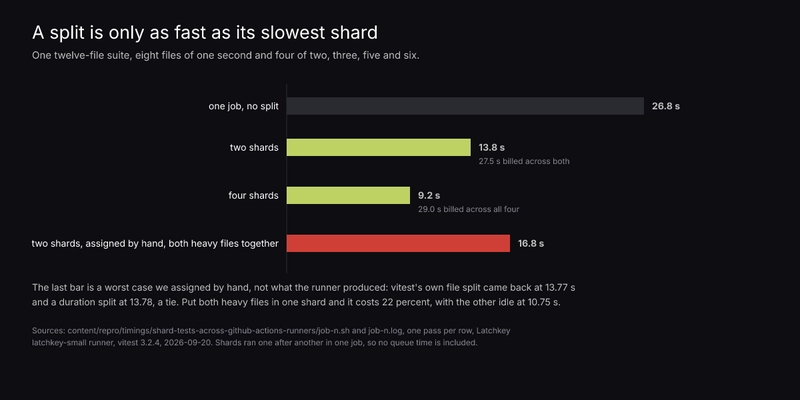 A split is only as fast as its slowest shard
One twelve-file suite, eight files of one second and four of two, three, five and six.
one job, no split
26.8 s
two shards
13.8 s
27.5 s billed across both
four shards
9.2 s
29.0 s billed across all four
two shards, assigned by hand, both heavy files together
16.8 s
The last bar is a worst case we assigned by hand, not what the runner produced: vitest's own file split came back at 13.77 s
and a duration split at 13.78, a tie. Put both heavy files in one shard and it costs 22 percent, with the other idle at 10.75 s.
Sources: content/repro/timings/shard-tests-across-github-actions-runners/job-n.sh and job-n.log, one pass per row, Latchkey
latchkey-small runner, vitest 3.2.4, 2026-09-20. Shards ran one after another in one job, so no queue time is included.